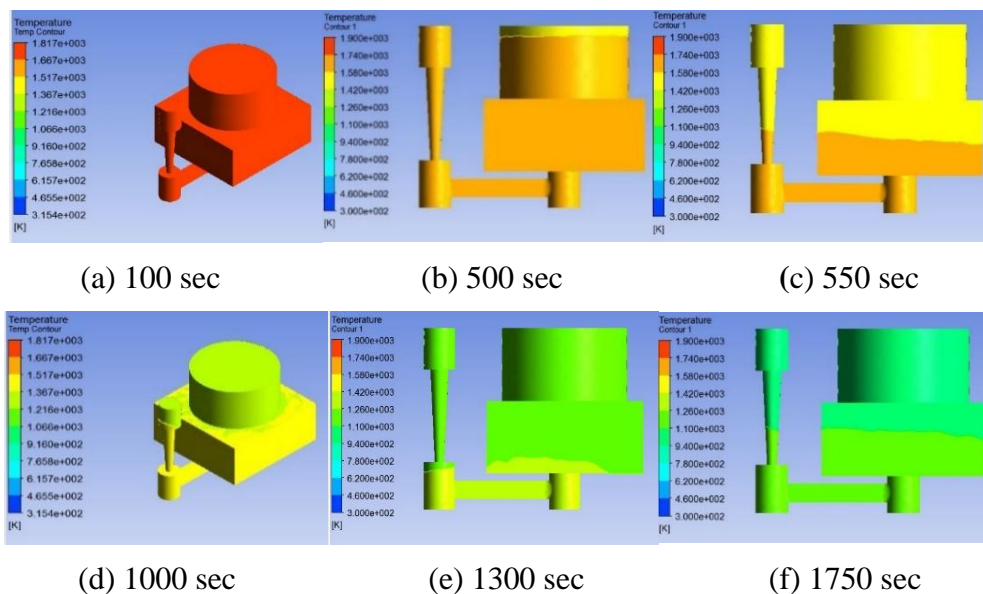 Temperature
Temp Contour
1.817e+003
1.667e+003
1.517e+003
1.367e+003
1.216e+003
1.066e+003
9.160e+002
7.658e+002
6.157e+002
4.655e+002
3.154e+002
[K]
Temperature
Contour 1
1.900e+003
1.740e+003
1.580e+003
1.420e+003
1.260e+003
1.100e+003
9.400e+002
7.800e+002
6.200e+002
4.600e+002
3.000e+002
[K]
Temperature
Contour 1
1.900e+003
1.740e+003
1.580e+003
1.420e+003
1.260e+003
1.100e+003
9.400e+002
7.800e+002
6.200e+002
4.600e+002
3.000e+002
[K]
(a) 100 sec
(b) 500 sec
(c) 550 sec
Temperature
Temp Contour
1.817e+003
1.667e+003
1.517e+003
1.367e+003
1.216e+003
1.066e+003
9.160e+002
7.658e+002
6.157e+002
4.655e+002
3.154e+002
[K]
Temperature
Contour 1
1.900e+003
1.740e+003
1.580e+003
1.420e+003
1.260e+003
1.100e+003
9.400e+002
7.800e+002
6.200e+002
4.600e+002
3.000e+002
[K]
Temperature
Contour 1
1.900e+003
1.740e+003
1.580e+003
1.420e+003
1.260e+003
1.100e+003
9.400e+002
7.800e+002
6.200e+002
4.600e+002
3.000e+002
[K]
(d) 1000 sec
(e) 1300 sec
(f) 1750 sec